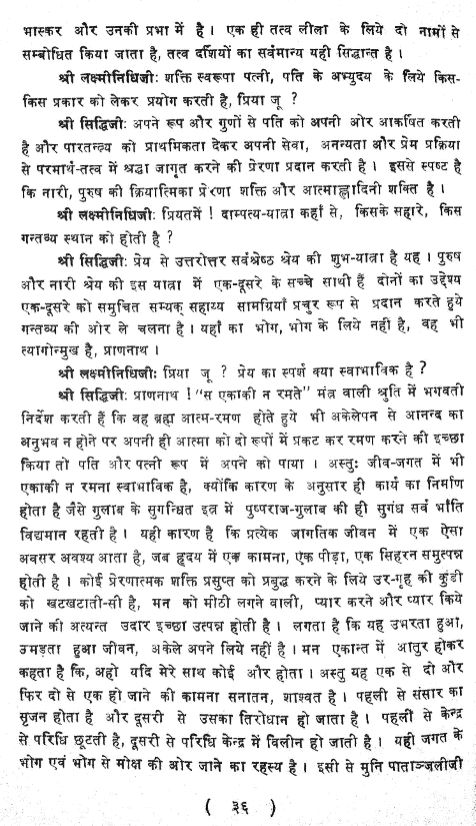 भास्कर और उनकी प्रभा में है । एक ही तत्व लीला के लिये दो नामों से
सम्बोधित किया जाता है, तत्व दर्शियों का सर्वमान्य यही सिद्धान्त है ।
श्री लक्ष्मीनिधिजी: शक्ति स्वरूपा पत्नी, पति के अभ्युदय के लिये किस-
किस प्रकार को लेकर प्रयोग करती है, प्रिया जू ?
श्री सिद्धिजी: अपने रूप और गुणों से पति को अपनी ओर आकर्षित करती
है और पारतन्त्र्य को प्राथमिकता देकर अपनी सेवा, अनन्यता और प्रेम प्रक्रिया
से परमार्थ-तत्व में श्रद्धा जागृत करने की प्रेरणा प्रदान करती है । इससे स्पष्ट है
कि नारी, पुरुष की क्रियात्मिका प्रेरणा शक्ति और आत्माह्लादिनी शक्ति है ।
श्री लक्ष्मीनिधिजी: प्रियतमें ! दाम्पत्य-यात्रा कहाँ से, किसके सहारे, किस
गन्तव्य स्थान को होती है ?
श्री सिद्धिजी: प्रेय से उत्तरोत्तर सर्वश्रेष्ठ श्रेय की शुभ-यात्रा है यह । पुरुष
और नारी श्रेय की इस यात्रा में एक-दूसरे के सच्चे साथी हैं दोनों का उद्देश्य
एक-दूसरे को समुचित सम्यक् सहाय्य सामग्रियाँ प्रचुर रूप से प्रदान करते हुये
गन्तव्य की ओर ले चलना है । यहाँ का भोग, भोग के लिये नहीं है, वह भी
त्यागोन्मुख है, प्राणनाथ ।
श्री लक्ष्मीनिधिजी: प्रिया जू ? प्रेय का स्पर्श क्या स्वाभाविक है ?
श्री सिद्धिजी: प्राणनाथ ! "स एकाकी न रमते" मंत्र वाली श्रुति में भगवती
निर्देश करती हैं कि वह ब्रह्म आत्म-रमण होते हुये भी अकेलेपन से आनन्द का
अनुभव न होने पर अपनी ही आत्मा को दो रूपों में प्रकट कर रमण करने की इच्छा
किया तो पति और पत्नी रूप में अपने को पाया । अस्तु: जीव-जगत में भी
एकाकी न रमना स्वाभाविक है, क्योंकि कारण के अनुसार ही कार्य का निर्माण
होता है जैसे गुलाब के सुगन्धित इत्र में पुष्पराज-गुलाब की ही सुगंध सर्व भाँति
विद्यमान रहती है । यही कारण है कि प्रत्येक जागतिक जीवन में एक ऐसा
अवसर अवश्य आता है, जब हृदय में एक कामना, एक पीड़ा, एक सिहरन समुत्पन्न
होती है । कोई प्रेरणात्मक शक्ति प्रसुप्त को प्रबुद्ध करने के लिये उर-गृह की कुंडी
को खटखटाती-सी है, मन को मीठी लगने वाली, प्यार करने और प्यार किये
जाने की अत्यन्त उदार इच्छा उत्पन्न होती है । लगता है कि यह उभरता हुआ,
उमड़ता हुआ जीवन, अकेले अपने लिये नहीं है । मन एकान्त में आतुर होकर
कहता है कि, अहो यदि मेरे साथ कोई और होता । अस्तु यह एक से दो और
फिर दो से एक हो जाने की कामना सनातन, शाश्वत है । पहली से संसार का
सृजन होता है और दूसरी से उसका तिरोधान हो जाता है । पहली से केन्द्र
से परिधि छूटती है, दूसरी से परिधि केन्द्र में विलीन हो जाती है । यही जगत के
भोग एवं भोग से मोक्ष की ओर जाने का रहस्य है । इसी से मुनि पाताञ्जलीजी
( ३६ )